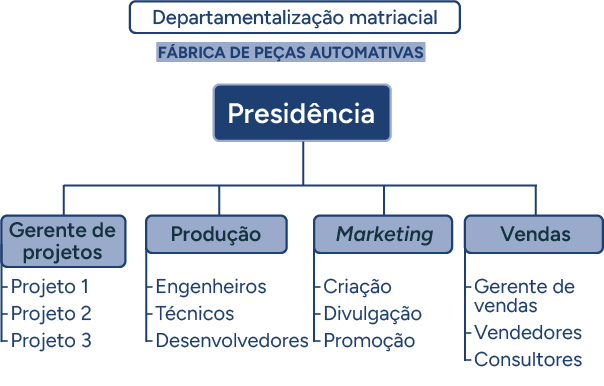 Departamentalização matriacial
FÁBRICA DE PEÇAS AUTOMATIVAS
Presidência
Gerente de
projetos
Projeto 1
Projeto 2
Projeto 3
Produção
Engenheiros
Técnicos
Desenvolvedores
Marketing
Criação
Divulgação
Promoção
Vendas
Gerente de
vendas
Vendedores
Consultores